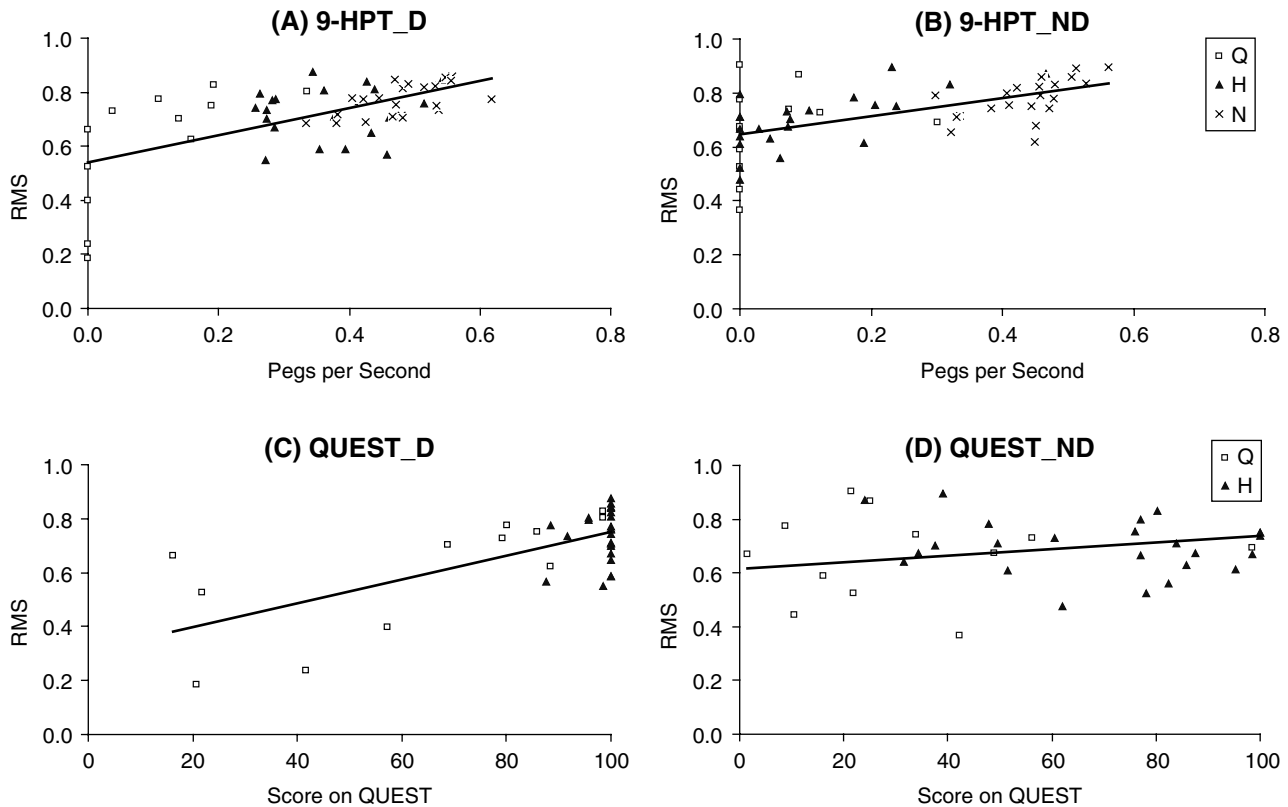 (A) 9-HPT_D
1.0
0.8
0.6
0.4
0.2
0.0
RMS
0.0 0.2 0.4 0.6 0.8
Pegs per Second
(B) 9-HPT_ND
1.0
0.8
0.6
0.4
0.2
0.0
RMS
0.0 0.2 0.4 0.6 0.8
Pegs per Second
Q
H
N
(C) QUEST_D
1.0
0.8
0.6
0.4
0.2
0.0
RMS
0 20 40 60 80 100
Score on QUEST
(D) QUEST_ND
1.0
0.8
0.6
0.4
0.2
0.0
RMS
0 20 40 60 80 100
Score on QUEST
Q
H